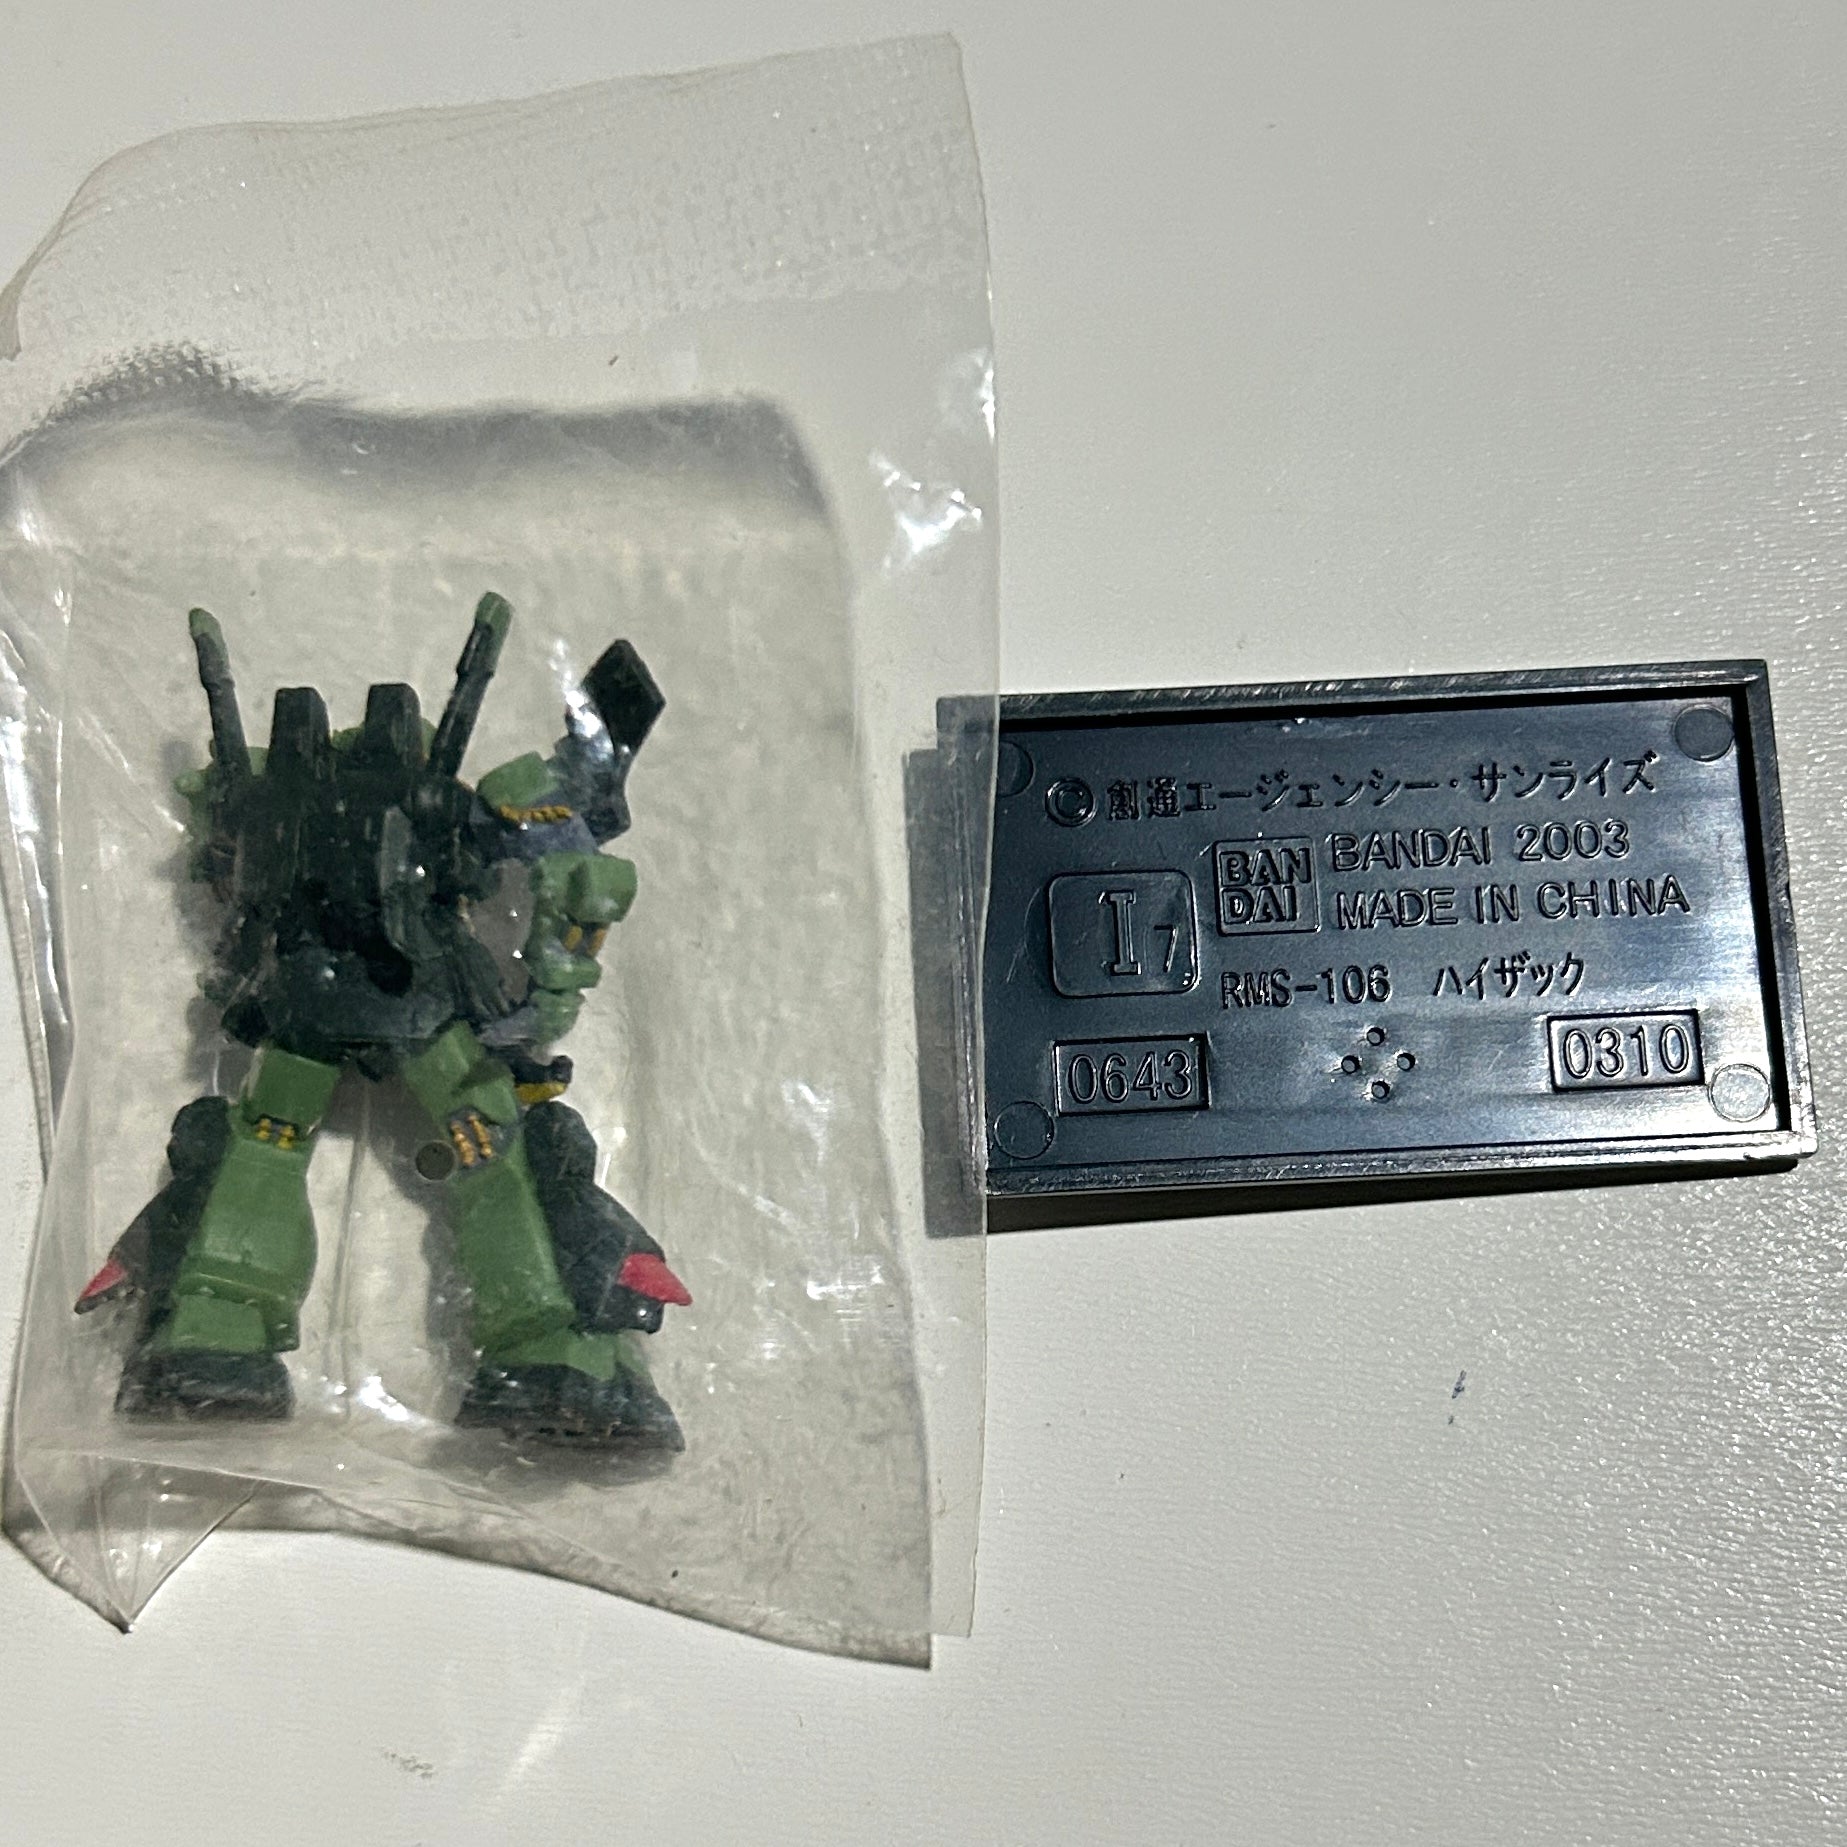 © 創通エージェンシー・サンライズ
BAN
DAI
BANDAI 2003
MADE IN CHINA
I7
RMS-106 ハイザック
0643
0310